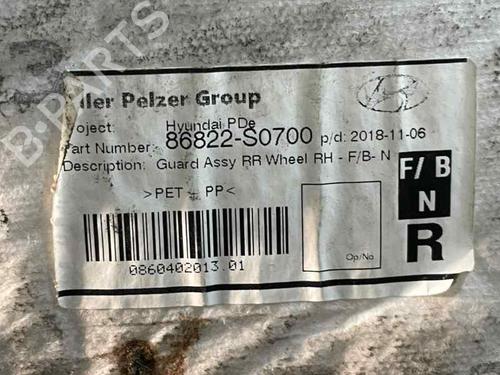 ller Pelzer Group
roject: Hyundai PDe
Part Number: 86822-S0700 p/d: 2018-11-06
Description: Guard Assy RR Wheel RH - F/B- N
>PET - PP<
F/ B
N
R
0860402013.01
Op/No
B-PARTS